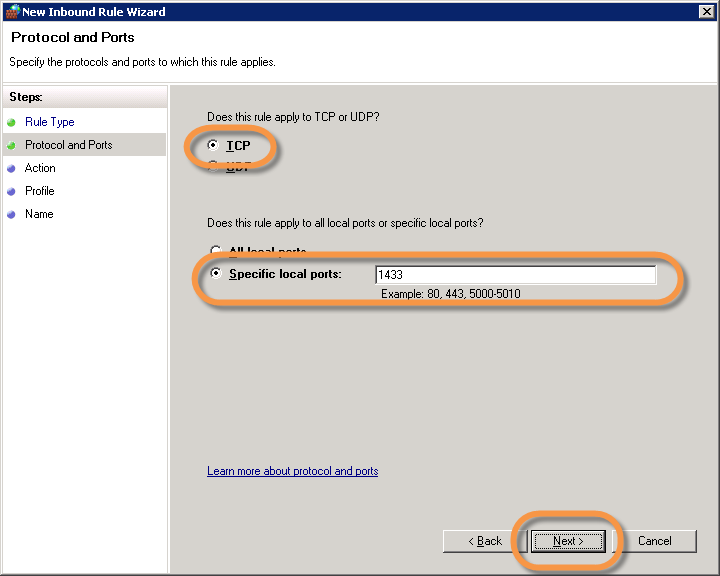 New Inbound Rule Wizard
Protocol and Ports
Specify the protocols and ports to which this rule applies.
Steps:
Rule Type
Protocol and Ports
Action
Profile
Name
Does this rule apply to TCP or UDP?
TCP
UDP
Does this rule apply to all local ports or specific local ports?
All local ports
Specific local ports: 1433
Example: 80, 443, 5000-5010
Learn more about protocol and ports
< Back Next > Cancel